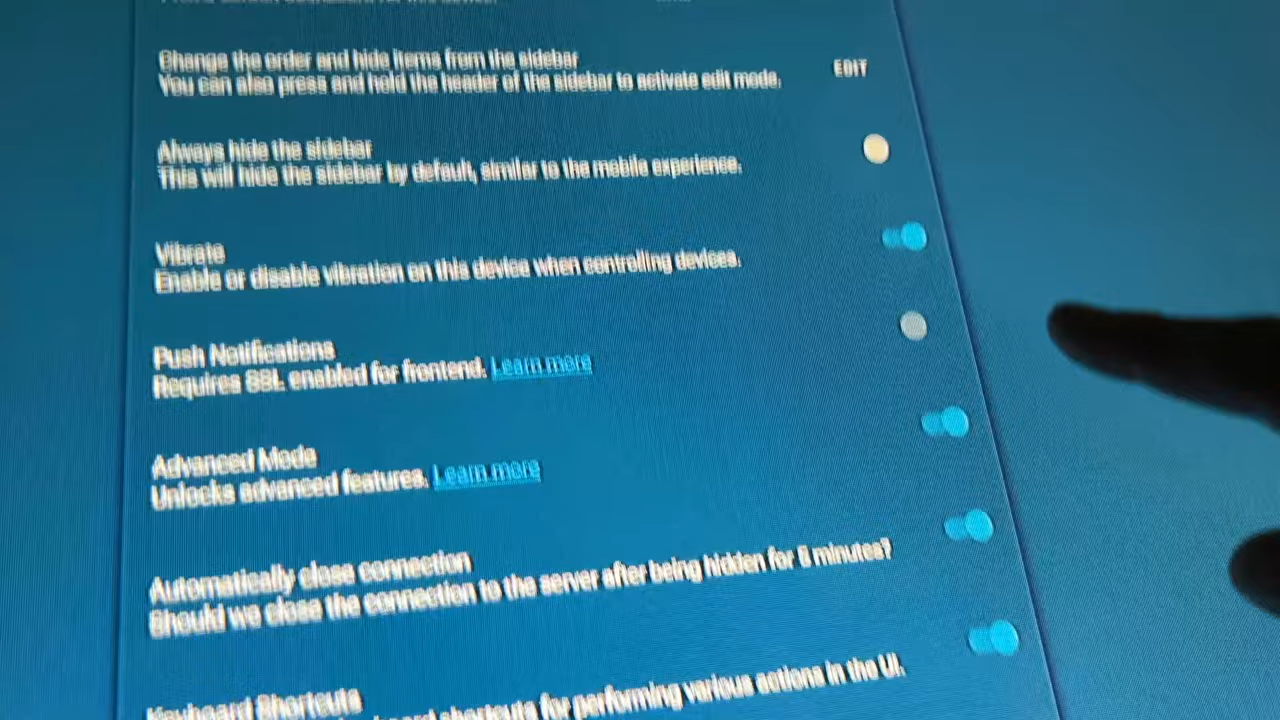 Change the order and hide items from the sidebar
You can also press and hold the header of the sidebar to activate edit mode.
EDIT
Always hide the sidebar
This will hide the sidebar by default, similar to the mobile experience.
Vibrate
Enable or disable vibration on this device when controlling devices.
Push Notifications
Requires SSL enabled for frontend. Learn more
Advanced Mode
Unlocks advanced features. Learn more
Automatically close connection
Should we close the connection to the server after being hidden for 5 minutes?
Keyboard Shortcuts
shortcuts for performing various actions in the UI.